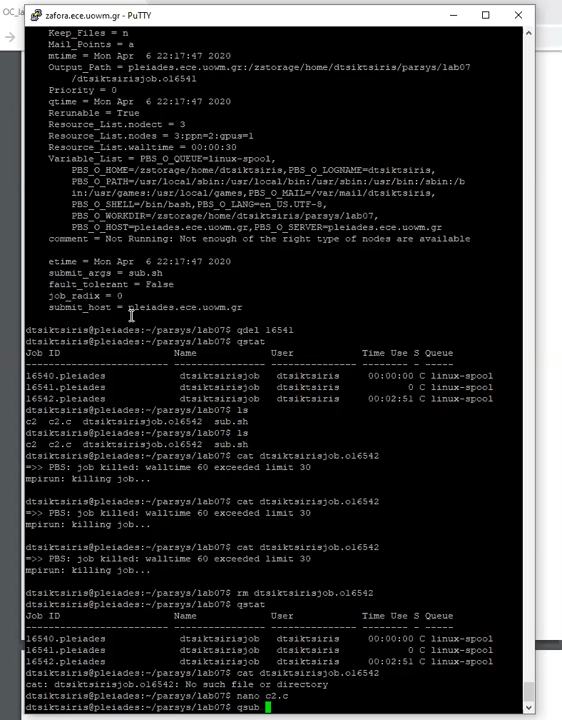 OC_la
zafora.ece.uowm.gr - PuTTY
Keep_Files = n
Mail_Points = a
mtime = Mon Apr  6 22:17:47 2020
Output_Path = pleiades.ece.uowm.gr:/zstorage/home/dtsiktsiris/parsys/lab07
/dtsiktsirisjob.o16541
Priority = 0
qtime = Mon Apr  6 22:17:47 2020
Rerunable = True
Resource_List.nodect = 3
Resource_List.nodes = 3:ppn=2:gpus=1
Resource_List.walltime = 00:00:30
Variable_List = PBS_O_QUEUE=linux-spool,
PBS_O_HOME=/zstorage/home/dtsiktsiris,PBS_O_LOGNAME=dtsiktsiris,
PBS_O_PATH=/usr/local/sbin:/usr/local/bin:/usr/sbin:/usr/bin:/sbin:/b
in:/usr/games:/usr/local/games,PBS_O_MAIL=/var/mail/dtsiktsiris,
PBS_O_SHELL=/bin/bash,PBS_O_LANG=en_US.UTF-8,
PBS_O_WORKDIR=/zstorage/home/dtsiktsiris/parsys/lab07,
PBS_O_HOST=pleiades.ece.uowm.gr,PBS_O_SERVER=pleiades.ece.uowm.gr
comment = Not Running: Not enough of the right type of nodes are available
etime = Mon Apr  6 22:17:47 2020
submit_args = sub.sh
fault_tolerant = False
job_radix = 0
submit_host = pleiades.ece.uowm.gr
dtsiktsiris@pleiades:~/parsys/lab07$ qdel 16541
dtsiktsiris@pleiades:~/parsys/lab07$ qstat
Job ID Name User Time Use S Queue
16540.pleiades dtsiktsirisjob dtsiktsiris 00:00:00 C linux-spool
16541.pleiades dtsiktsirisjob dtsiktsiris 0 C linux-spool
16542.pleiades dtsiktsirisjob dtsiktsiris 00:02:51 C linux-spool
dtsiktsiris@pleiades:~/parsys/lab07$ ls
c2  c2.c  dtsiktsirisjob.o16542  sub.sh
dtsiktsiris@pleiades:~/parsys/lab07$ ls
c2  c2.c  dtsiktsirisjob.o16542  sub.sh
dtsiktsiris@pleiades:~/parsys/lab07$ cat dtsiktsirisjob.o16542
=>> PBS: job killed: walltime 60 exceeded limit 30
mpirun: killing job...
dtsiktsiris@pleiades:~/parsys/lab07$ cat dtsiktsirisjob.o16542
=>> PBS: job killed: walltime 60 exceeded limit 30
mpirun: killing job...
dtsiktsiris@pleiades:~/parsys/lab07$ cat dtsiktsirisjob.o16542
=>> PBS: job killed: walltime 60 exceeded limit 30
mpirun: killing job...
dtsiktsiris@pleiades:~/parsys/lab07$ rm dtsiktsirisjob.o16542
dtsiktsiris@pleiades:~/parsys/lab07$ qstat
Job ID Name User Time Use S Queue
16540.pleiades dtsiktsirisjob dtsiktsiris 00:00:00 C linux-spool
16541.pleiades dtsiktsirisjob dtsiktsiris 0 C linux-spool
16542.pleiades dtsiktsirisjob dtsiktsiris 00:02:51 C linux-spool
dtsiktsiris@pleiades:~/parsys/lab07$ cat dtsiktsirisjob.o16542
cat: dtsiktsirisjob.o16542: No such file or directory
dtsiktsiris@pleiades:~/parsys/lab07$ nano c2.c
dtsiktsiris@pleiades:~/parsys/lab07$ qsub